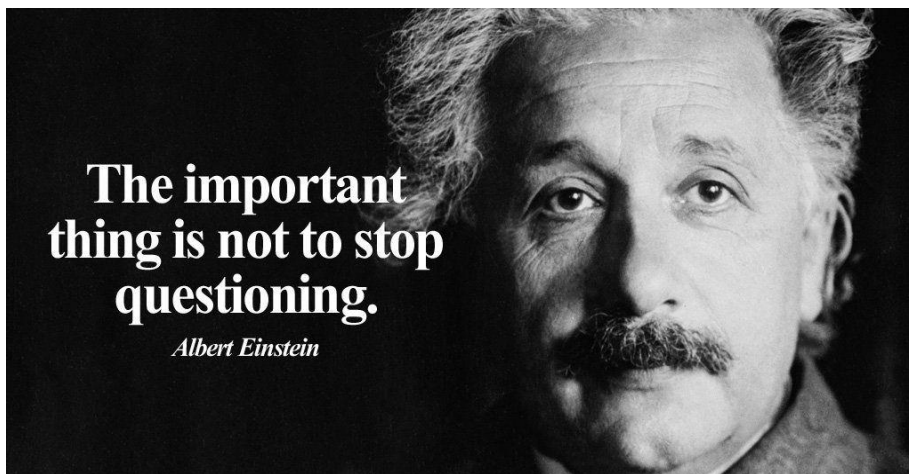 The important
thing is not to stop
questioning.
Albert Einstein